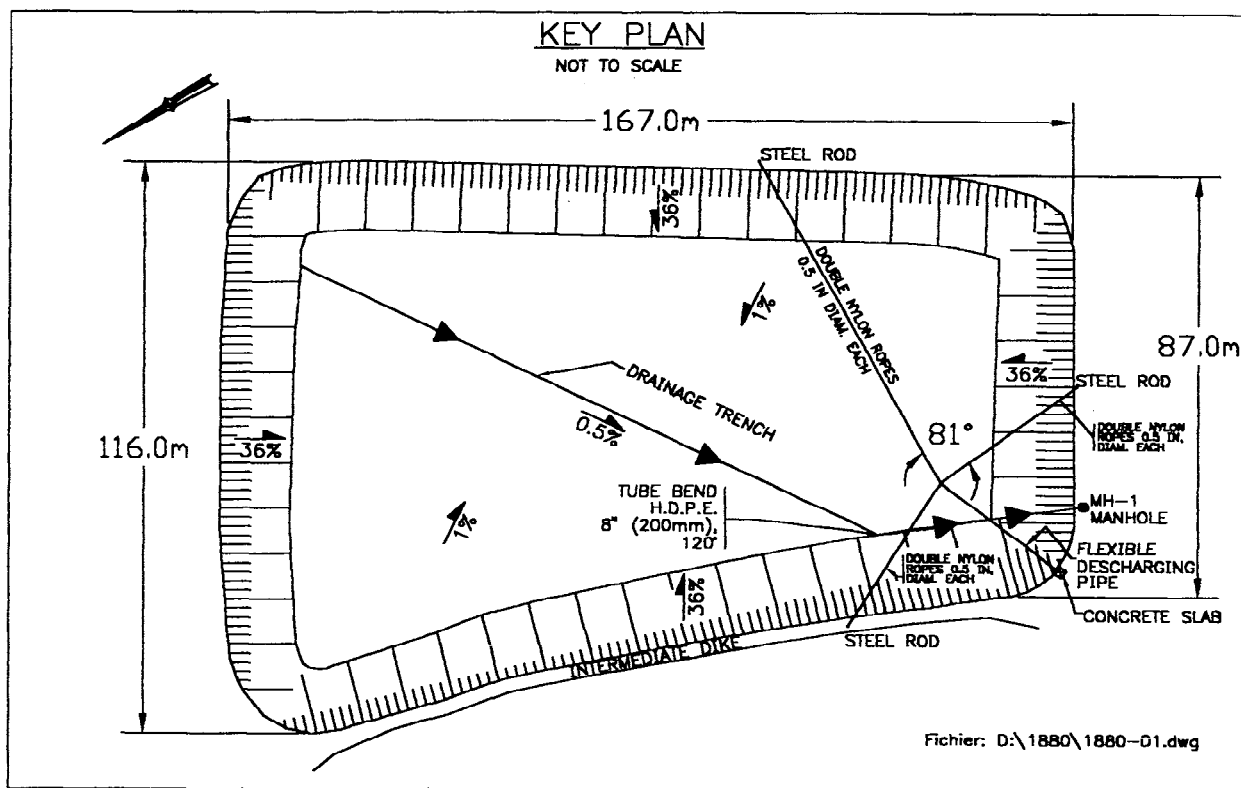 KEY PLAN
NOT TO SCALE
167.0m
STEEL ROD
36%
DOUBLE NYLON ROPES
0.5 IN DIAM. EACH
1%
87.0m
36%
STEEL ROD
DRAINAGE TRENCH
0.5%
81°
DOUBLE NYLON
ROPES 0.5 IN.
DIAM. EACH
116.0m
36%
TUBE BEND
H.D.P.E.
8" (200mm),
120°
MH-1
MANHOLE
1%
FLEXIBLE
DESCHARGING
PIPE
DOUBLE NYLON
ROPES 0.5 IN.
DIAM. EACH
36%
CONCRETE SLAB
STEEL ROD
INTERMEDIATE DIKE
Fichier: D:\1880\1880-01.dwg